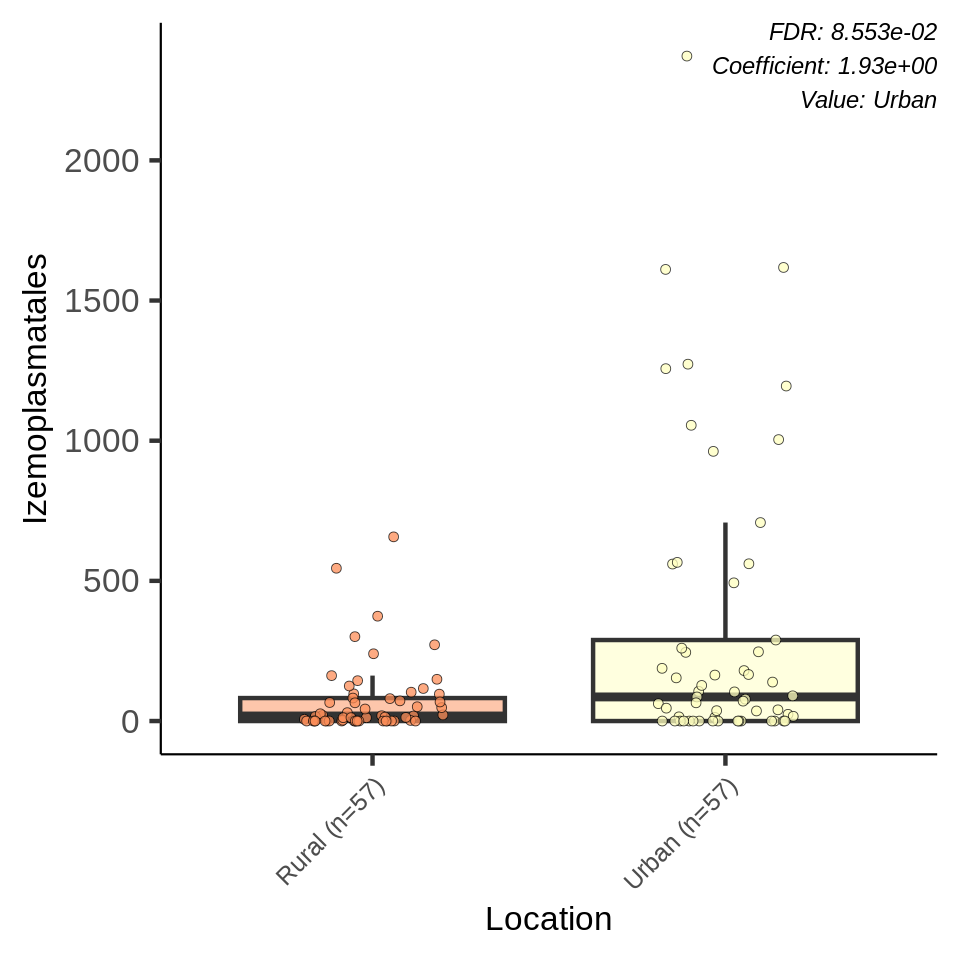 FDR: 8.553e-02
Coefficient: 1.93e+00
Value: Urban
2000
1500
1000
500
0
Izemoplasmatales
Rural (n=57)
Urban (n=57)
Location